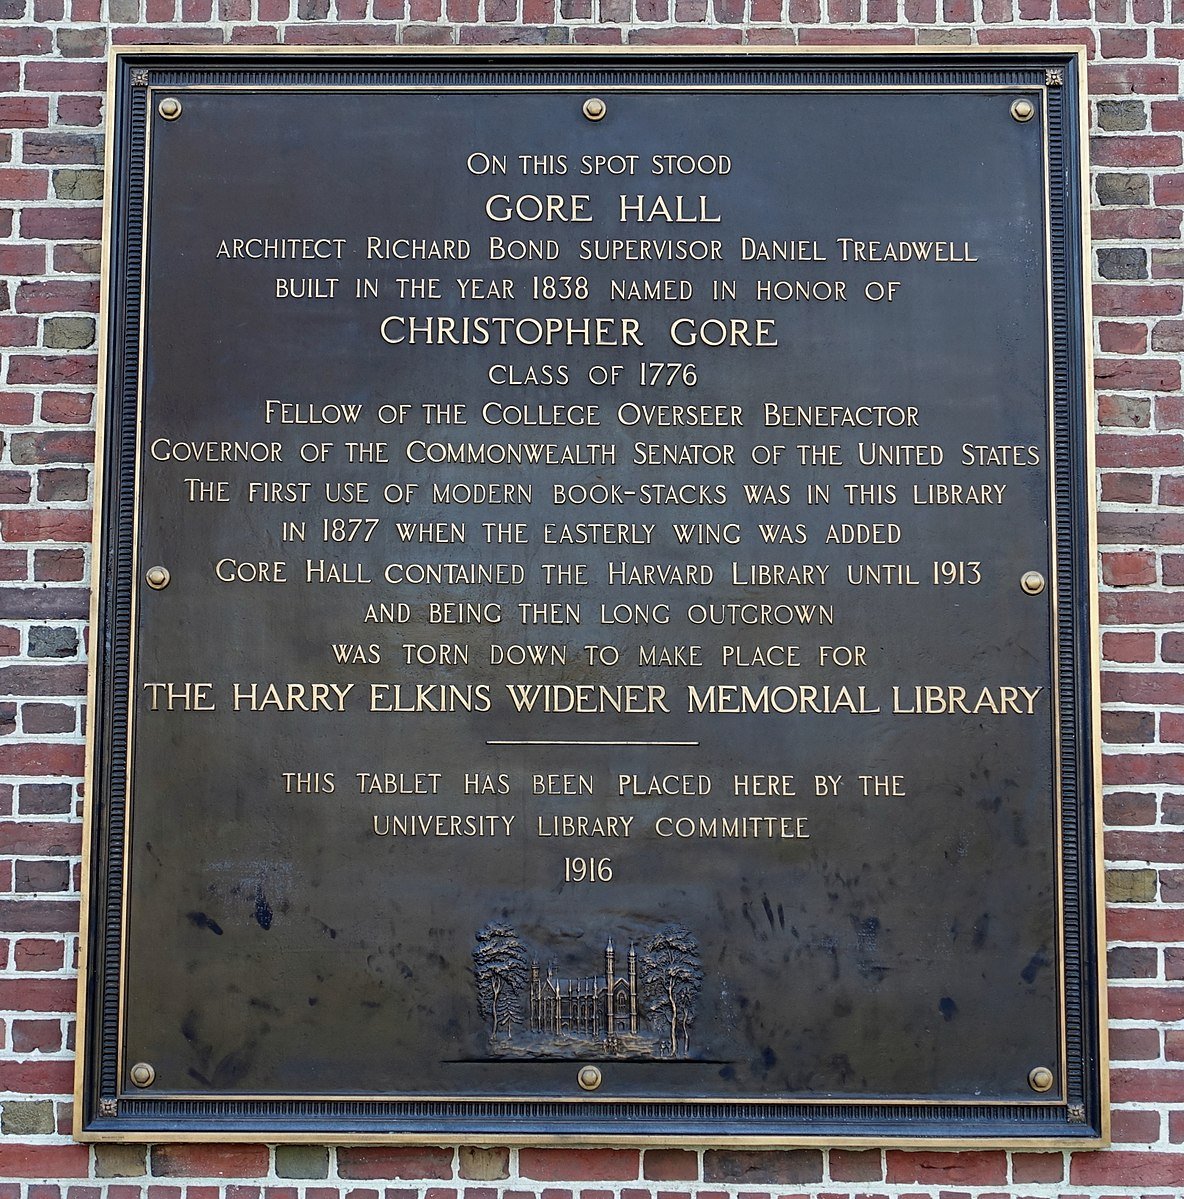 ON THIS SPOT STOOD
GORE HALL
ARCHITECT RICHARD BOND SUPERVISOR DANIEL TREADWELL
BUILT IN THE YEAR 1838 NAMED IN HONOR OF
CHRISTOPHER GORE
CLASS OF 1776
FELLOW OF THE COLLEGE OVERSEER BENEFACTOR
GOVERNOR OF THE COMMONWEALTH SENATOR OF THE UNITED STATES
THE FIRST USE OF MODERN BOOK-STACKS WAS IN THIS LIBRARY
IN 1877 WHEN THE EASTERLY WING WAS ADDED
GORE HALL CONTAINED THE HARVARD LIBRARY UNTIL 1913
AND BEING THEN LONG OUTGROWN
WAS TORN DOWN TO MAKE PLACE FOR
THE HARRY ELKINS WIDENER MEMORIAL LIBRARY
THIS TABLET HAS BEEN PLACED HERE BY THE
UNIVERSITY LIBRARY COMMITTEE
1916